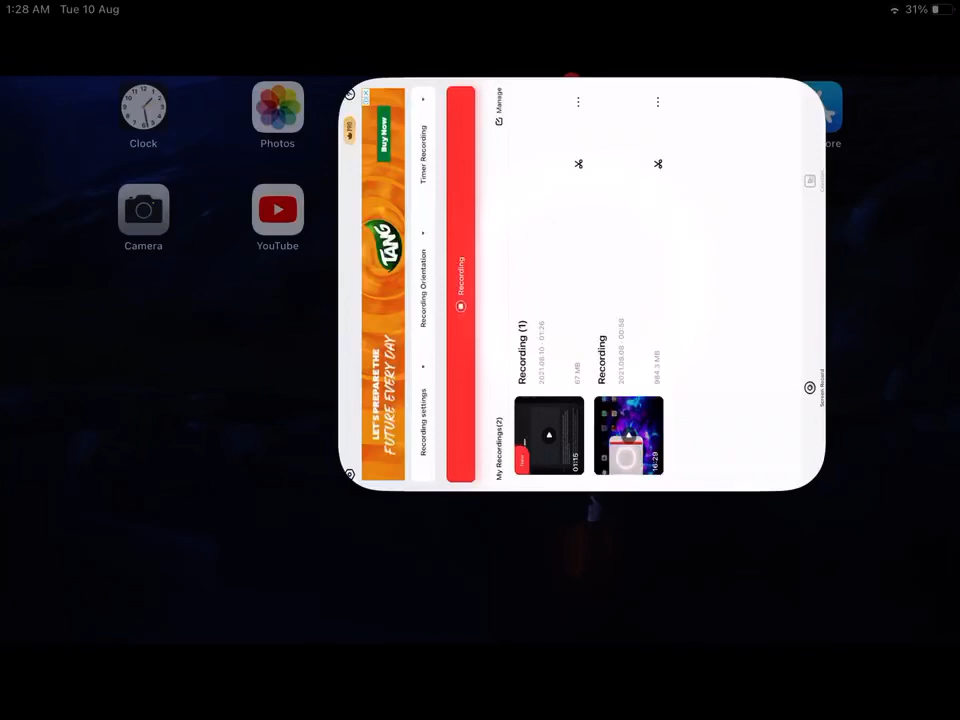 1:28 AM Tue 10 Aug
31%
Clock
Photos
ore
Camera
YouTube
LET'S PREPARE THE
FUTURE EVERY DAY
TANG
Buy Now
Recording settings
Recording Orientation
Timer Recording
Recording
My Recordings(2)
Manage
New
01:15
Recording (1)
2021.08.10 · 01:26
67 MB
16:29
Recording
2021.08.08 · 00:58
984.3 MB
Screen Record